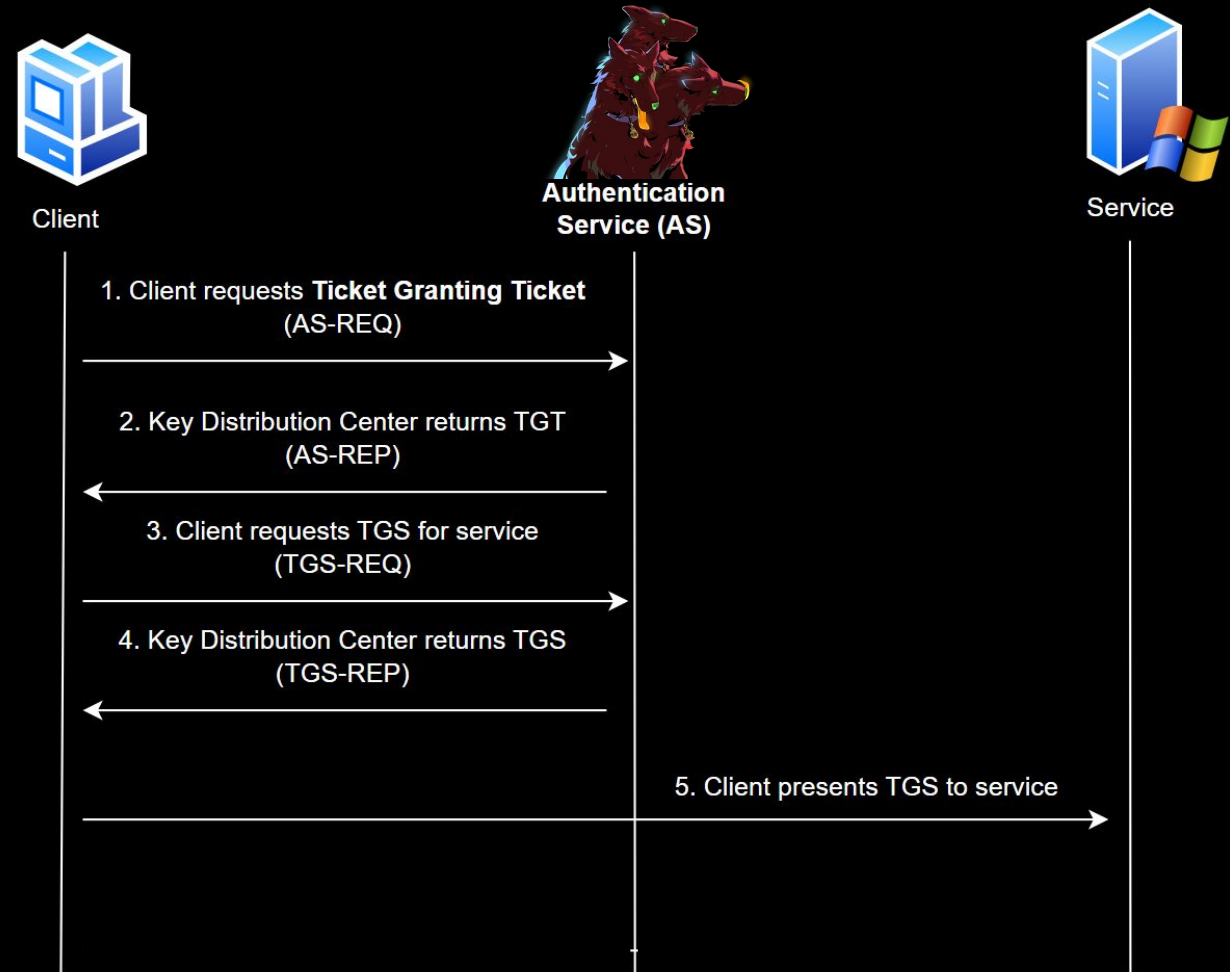 Client
Authentication
Service (AS)
Service
1. Client requests Ticket Granting Ticket
(AS-REQ)
2. Key Distribution Center returns TGT
(AS-REP)
3. Client requests TGS for service
(TGS-REQ)
4. Key Distribution Center returns TGS
(TGS-REP)
5. Client presents TGS to service